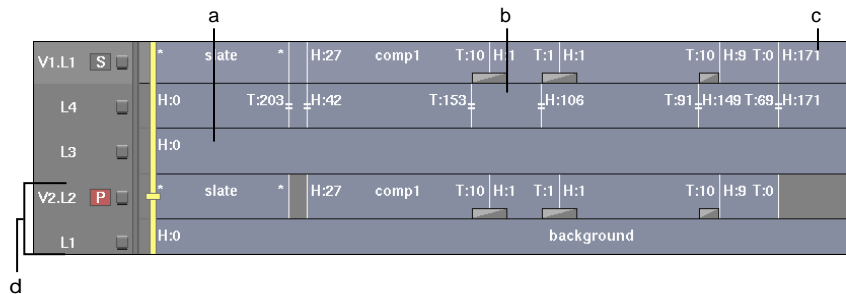 a b c
V1.L1 S * slate * H:27 comp1 T:10 H:1 T:1 H:1 T:10 H:9 T:0 H:171
L4 H:0 T:203 H:42 T:153 H:106 T:91 H:149 T:69 H:171
L3 H:0
V2.L2 P * slate * H:27 comp1 T:10 H:1 T:1 H:1 T:10 H:9 T:0
L1 H:0 background
d